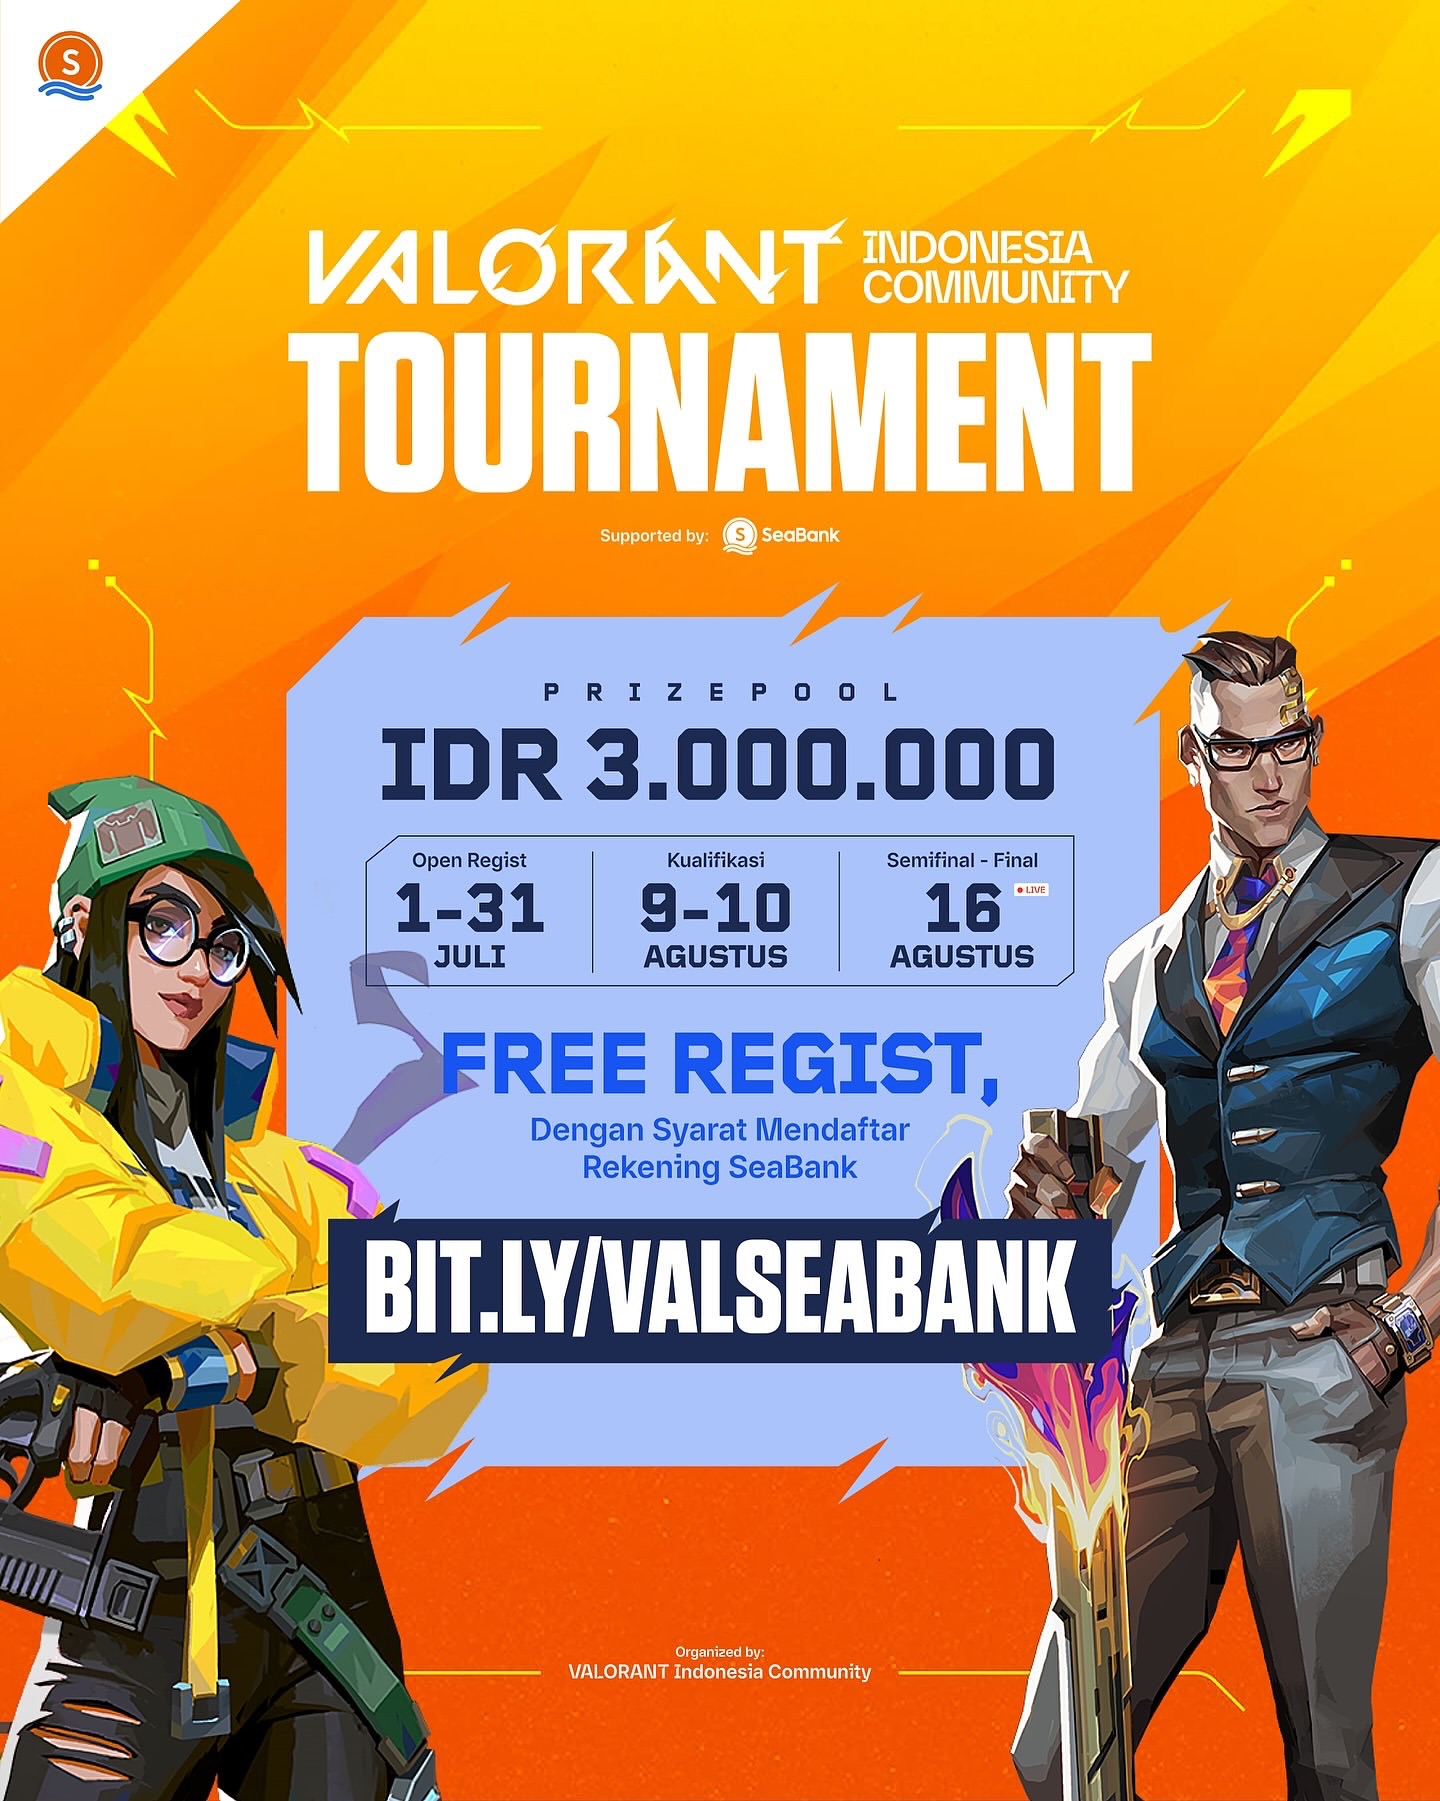 S
VALORANT INDONESIA
COMMUNITY
TOURNAMENT
Supported by: S SeaBank
PRIZEPOOL
IDR 3.000.000
Open Regist
1-31
JULI
Kualifikasi
9-10
AGUSTUS
Semifinal - Final
16 LIVE
AGUSTUS
FREE REGIST,
Dengan Syarat Mendaftar
Rekening SeaBank
BIT.LY/VALSEABANK
Organized by:
VALORANT Indonesia Community